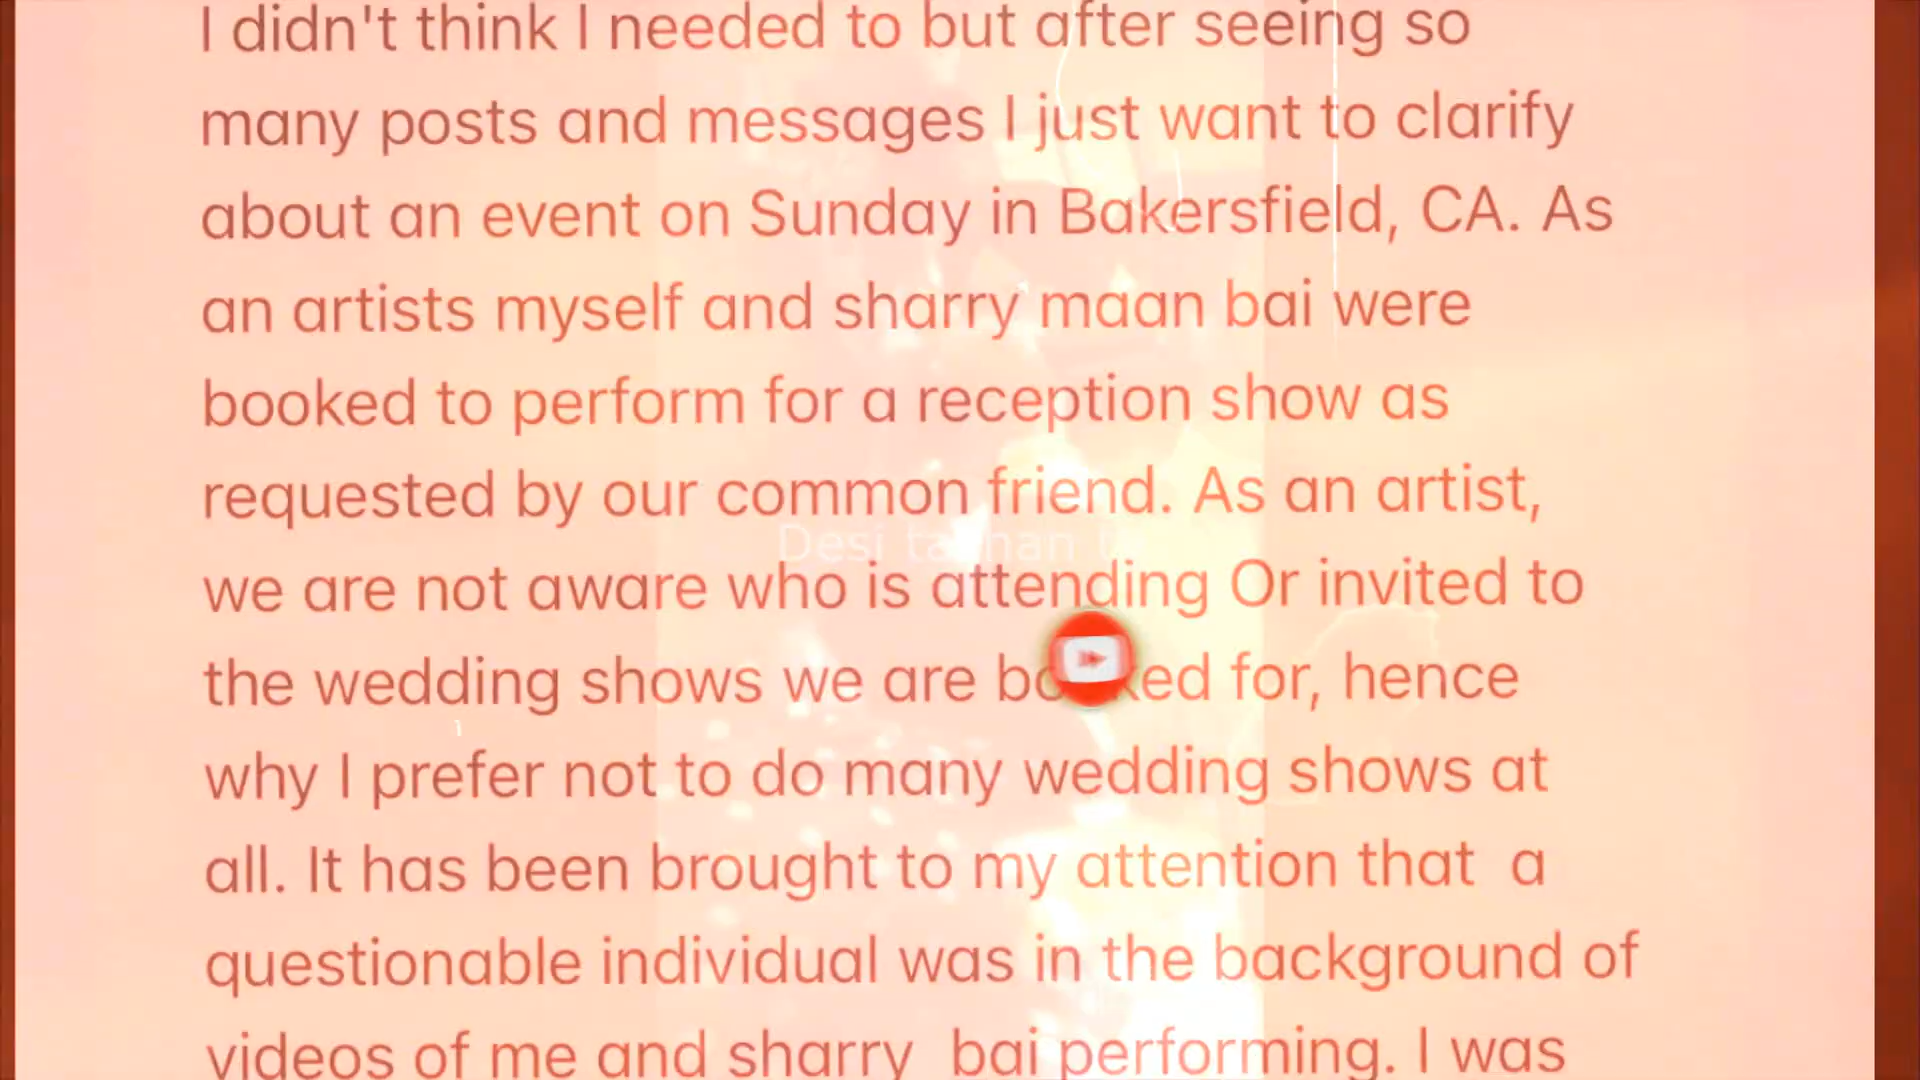 I didn't think I needed to but after seeing so
many posts and messages I just want to clarify
about an event on Sunday in Bakersfield, CA. As
an artists myself and sharry maan bai were
booked to perform for a reception show as
requested by our common friend. As an artist,
Desi
we are not aware who is attending Or invited to
the wedding shows we are booked for, hence
why I prefer not to do many wedding shows at
all. It has been brought to my attention that a
questionable individual was in the background of
videos of me and sharry bai performing. I was